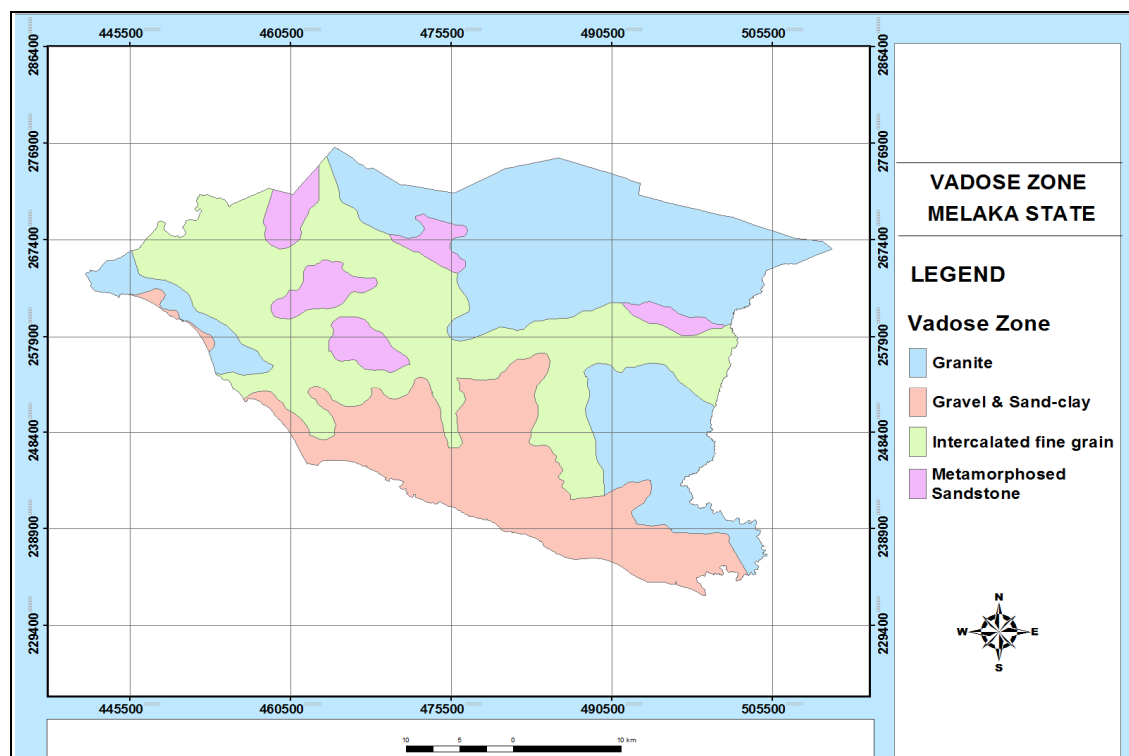 445500 460500 475500 490500 505500
286400 286400
276900 276900
267400 267400
257900 257900
248400 248400
238900 238900
229400 229400
445500 460500 475500 490500 505500
10 5 0 10 km
VADOSE ZONE
MELAKA STATE
LEGEND
Vadose Zone
Granite
Gravel & Sand-clay
Intercalated fine grain
Metamorphosed
Sandstone
N
W E
S